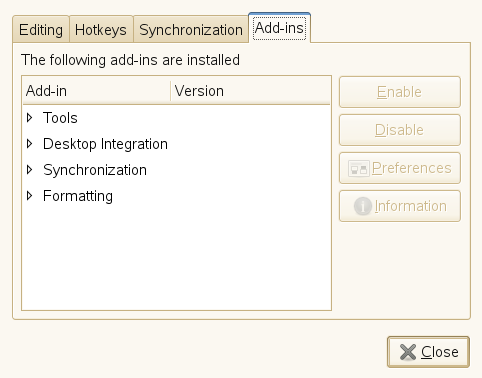 Editing Hotkeys Synchronization Add-ins
The following add-ins are installed
Add-in Version
Enable
Tools
Disable
Desktop Integration
Preferences
Synchronization
Formatting
Information
Close